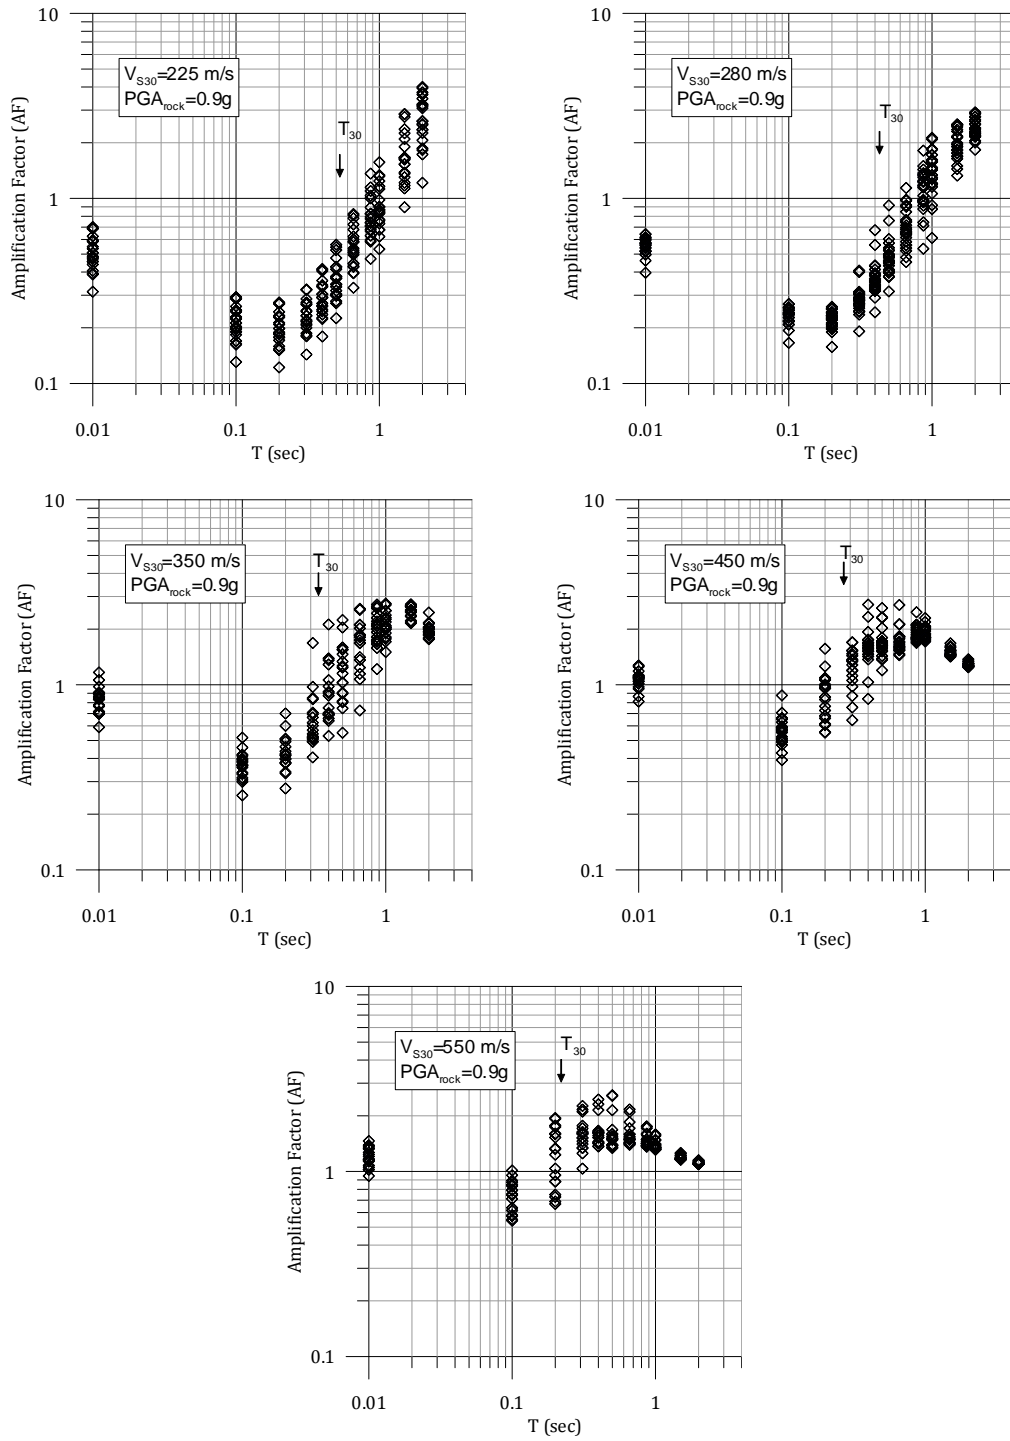 10
1
0.1
Amplification Factor (AF)
V_S30=225 m/s
PGA_rock=0.9g
T_30
0.01 0.1 1
T (sec)
10
1
0.1
Amplification Factor (AF)
V_S30=280 m/s
PGA_rock=0.9g
T_30
0.01 0.1 1
T (sec)
10
1
0.1
Amplification Factor (AF)
V_S30=350 m/s
PGA_rock=0.9g
T_30
0.01 0.1 1
T (sec)
10
1
0.1
Amplification Factor (AF)
V_S30=450 m/s
PGA_rock=0.9g
T_30
0.01 0.1 1
T (sec)
10
1
0.1
Amplification Factor (AF)
V_S30=550 m/s
PGA_rock=0.9g
T_30
0.01 0.1 1
T (sec)